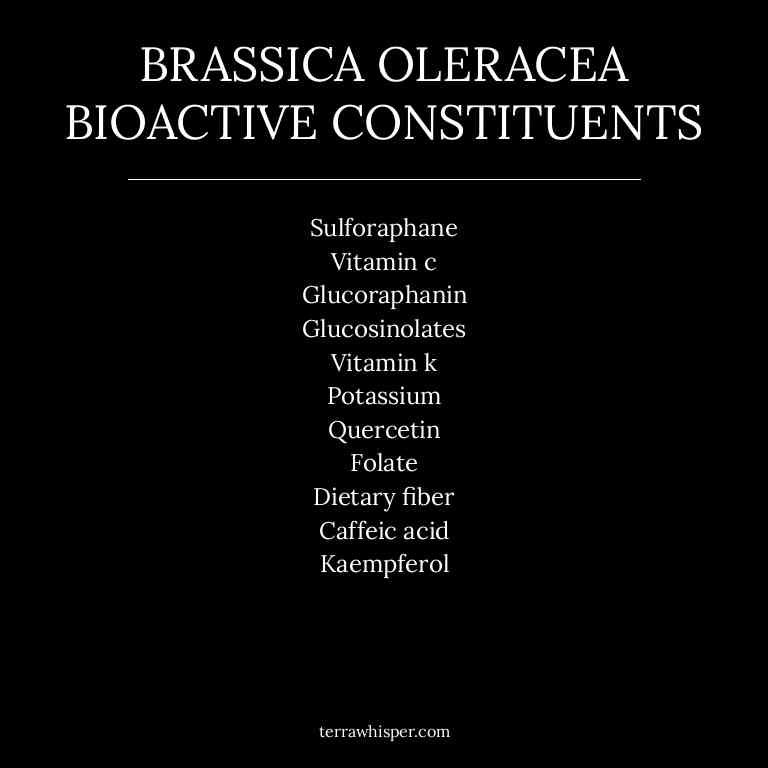 BRASSICA OLERACEA
BIOACTIVE CONSTITUENTS
Sulforaphane
Vitamin c
Glucoraphanin
Glucosinolates
Vitamin k
Potassium
Quercetin
Folate
Dietary fiber
Caffeic acid
Kaempferol
terrawhisper.com